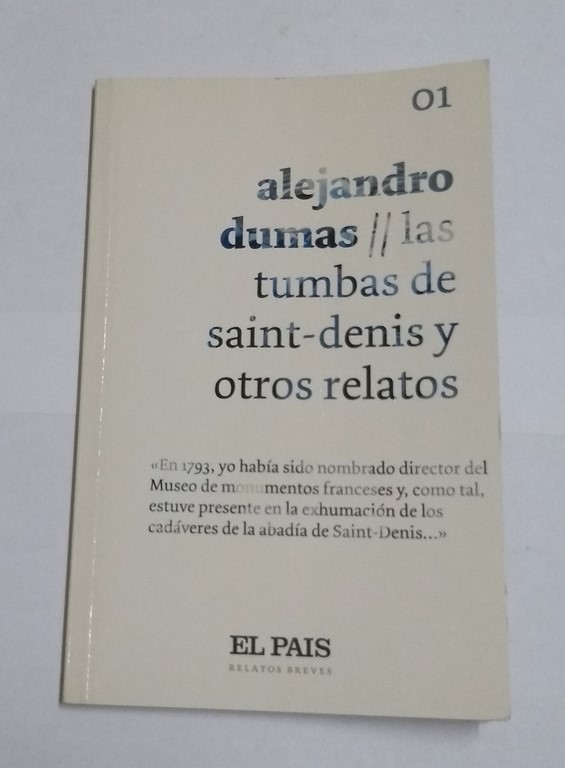 01
alejandro
dumas // las
tumbas de
saint-denis y
otros relatos
«En 1793, yo había sido nombrado director del
Museo de monumentos franceses y, como tal,
estuve presente en la exhumación de los
cadáveres de la abadía de Saint-Denis...»
EL PAIS
RELATOS BREVES